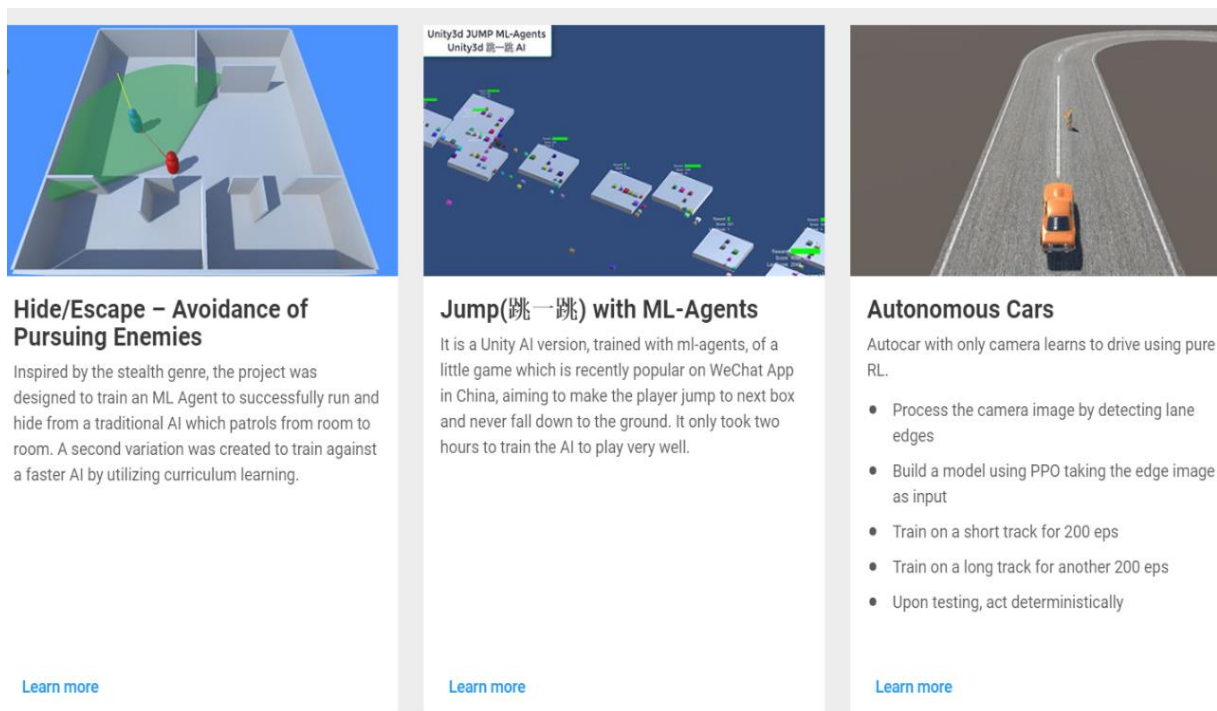 Unity3d JUMP ML-Agents
Unity3d 跳一跳 AI
Hide/Escape – Avoidance of
Pursuing Enemies
Inspired by the stealth genre, the project was
designed to train an ML Agent to successfully run and
hide from a traditional AI which patrols from room to
room. A second variation was created to train against
a faster AI by utilizing curriculum learning.
Learn more
Jump(跳一跳) with ML-Agents
It is a Unity AI version, trained with ml-agents, of a
little game which is recently popular on WeChat App
in China, aiming to make the player jump to next box
and never fall down to the ground. It only took two
hours to train the AI to play very well.
Learn more
Autonomous Cars
Autocar with only camera learns to drive using pure
RL.
• Process the camera image by detecting lane
edges
• Build a model using PPO taking the edge image
as input
• Train on a short track for 200 eps
• Train on a long track for another 200 eps
• Upon testing, act deterministically
Learn more